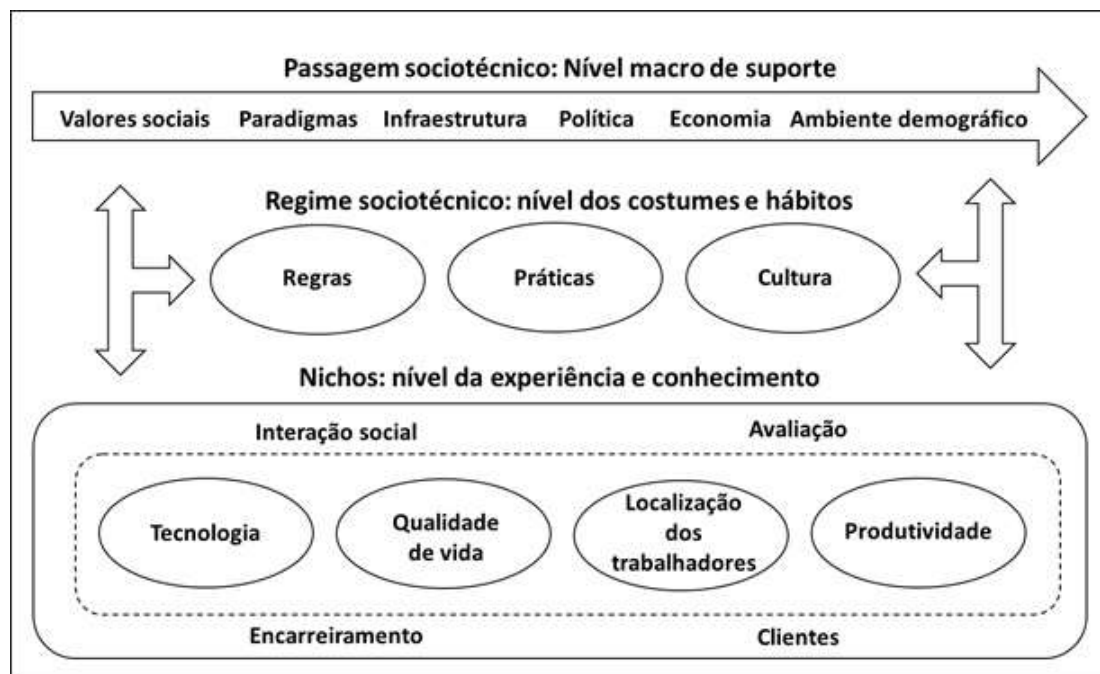 Passagem sociotécnico: Nível macro de suporte
Valores sociais Paradigmas Infraestrutura Política Economia Ambiente demográfico
Regime sociotécnico: nível dos costumes e hábitos
Regras Práticas Cultura
Nichos: nível da experiência e conhecimento
Interação social Avaliação
Tecnologia
Qualidade
de vida
Localização
dos
trabalhadores
Produtividade
Encarreiramento Clientes